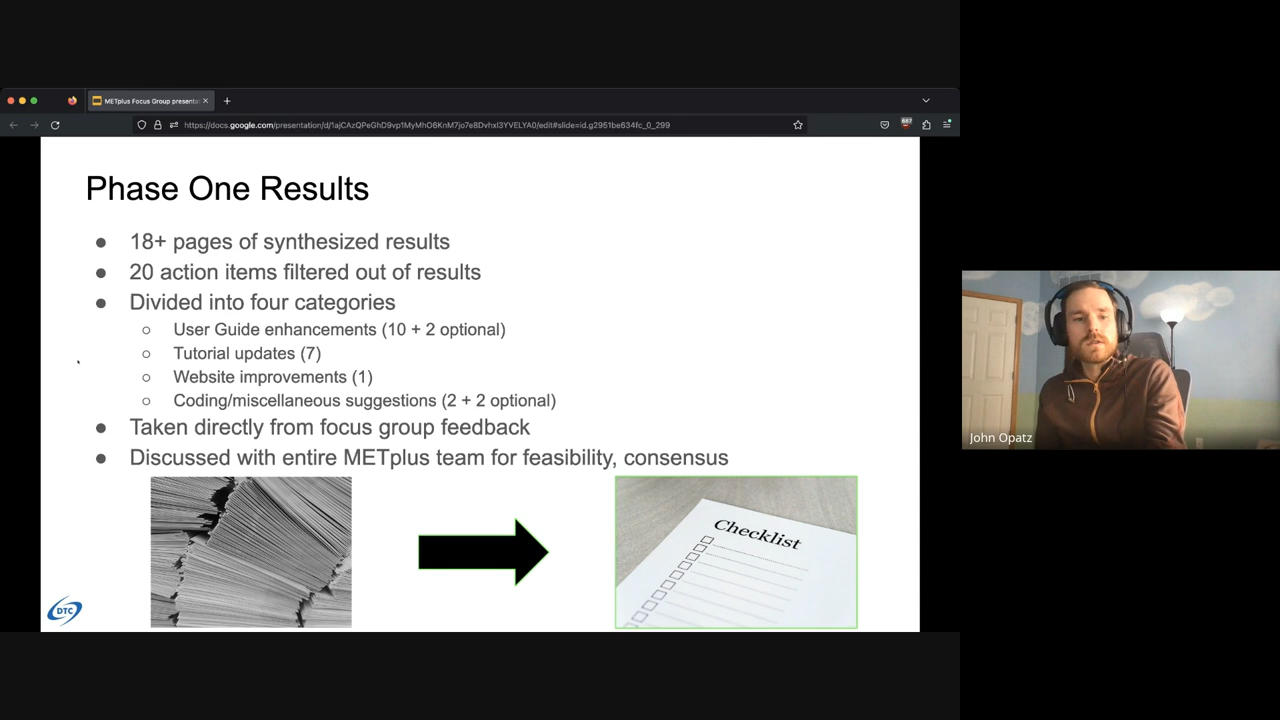 METplus Focus Group presentat
https://docs.google.com/presentation/d/1ajCAzQPeGhD9vp1MyMhO6KnM7jo7e8Dvhxl3YVELYA0/edit#slide=id.g2951be634fc_0_299
687
Phase One Results
● 18+ pages of synthesized results
● 20 action items filtered out of results
● Divided into four categories
○ User Guide enhancements (10 + 2 optional)
○ Tutorial updates (7)
○ Website improvements (1)
○ Coding/miscellaneous suggestions (2 + 2 optional)
● Taken directly from focus group feedback
● Discussed with entire METplus team for feasibility, consensus
Checklist
DTC
John Opatz